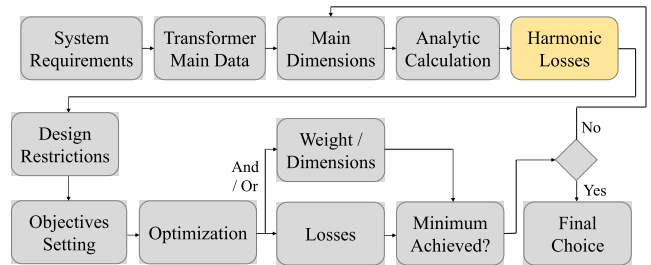 System
Requirements
Transformer
Main Data
Main
Dimensions
Analytic
Calculation
Harmonic
Losses
Design
Restrictions
Weight /
Dimensions
No
And
/ Or
Yes
Objectives
Setting
Optimization
Losses
Minimum
Achieved?
Final
Choice